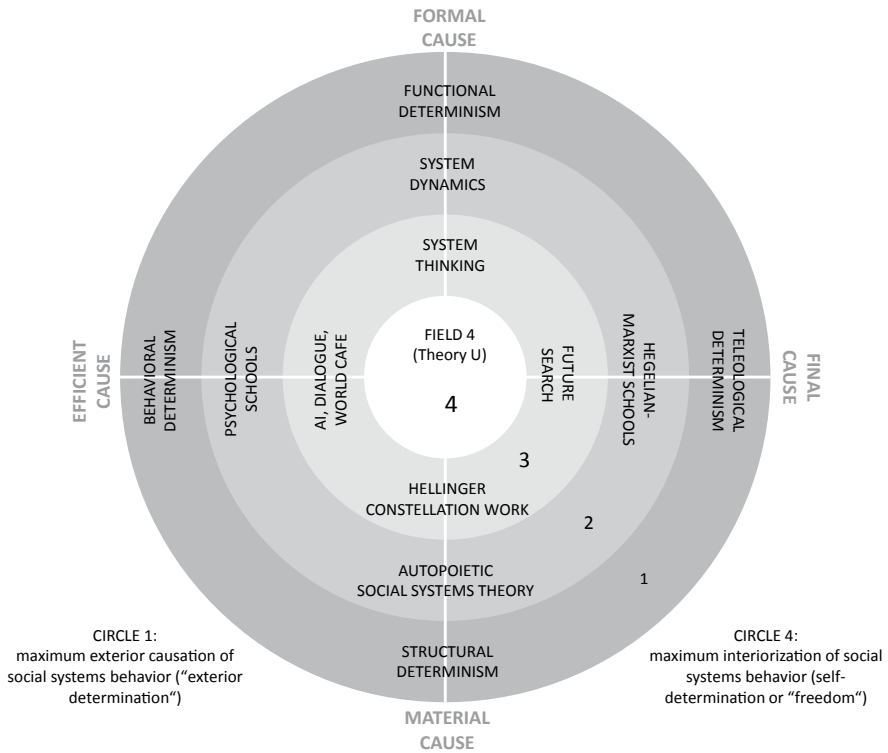 FORMAL
CAUSE
FUNCTIONAL
DETERMINISM
SYSTEM
DYNAMICS
SYSTEM
THINKING
EFFICIENT
CAUSE
BEHAVIORAL
DETERMINISM
PSYCHOLOGICAL
SCHOOLS
AI, DIALOGUE,
WORLD CAFE
FIELD 4
(Theory U)
4
FUTURE
SEARCH
HEGELIAN-
MARXIST SCHOOLS
TELEOLOGICAL
DETERMINISM
FINAL
CAUSE
3
HELLINGER
CONSTELLATION WORK
2
AUTOPOIETIC
SOCIAL SYSTEMS THEORY
1
STRUCTURAL
DETERMINISM
CIRCLE 1:
maximum exterior causation of
social systems behavior (“exterior
determination“)
CIRCLE 4:
maximum interiorization of social
systems behavior (self-
determination or “freedom“)
MATERIAL
CAUSE